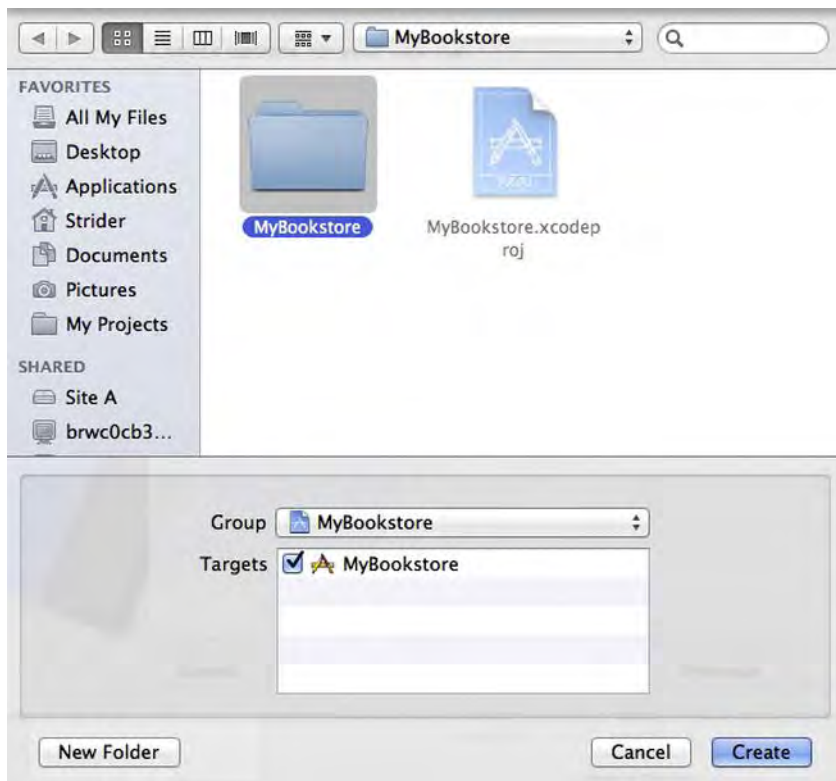 MyBookstore
FAVORITES
All My Files
Desktop
Applications
Strider
Documents
Pictures
My Projects
SHARED
Site A
brwc0cb3...
MyBookstore
MyBookstore.xcodep
roj
Group MyBookstore
Targets MyBookstore
New Folder
Cancel
Create